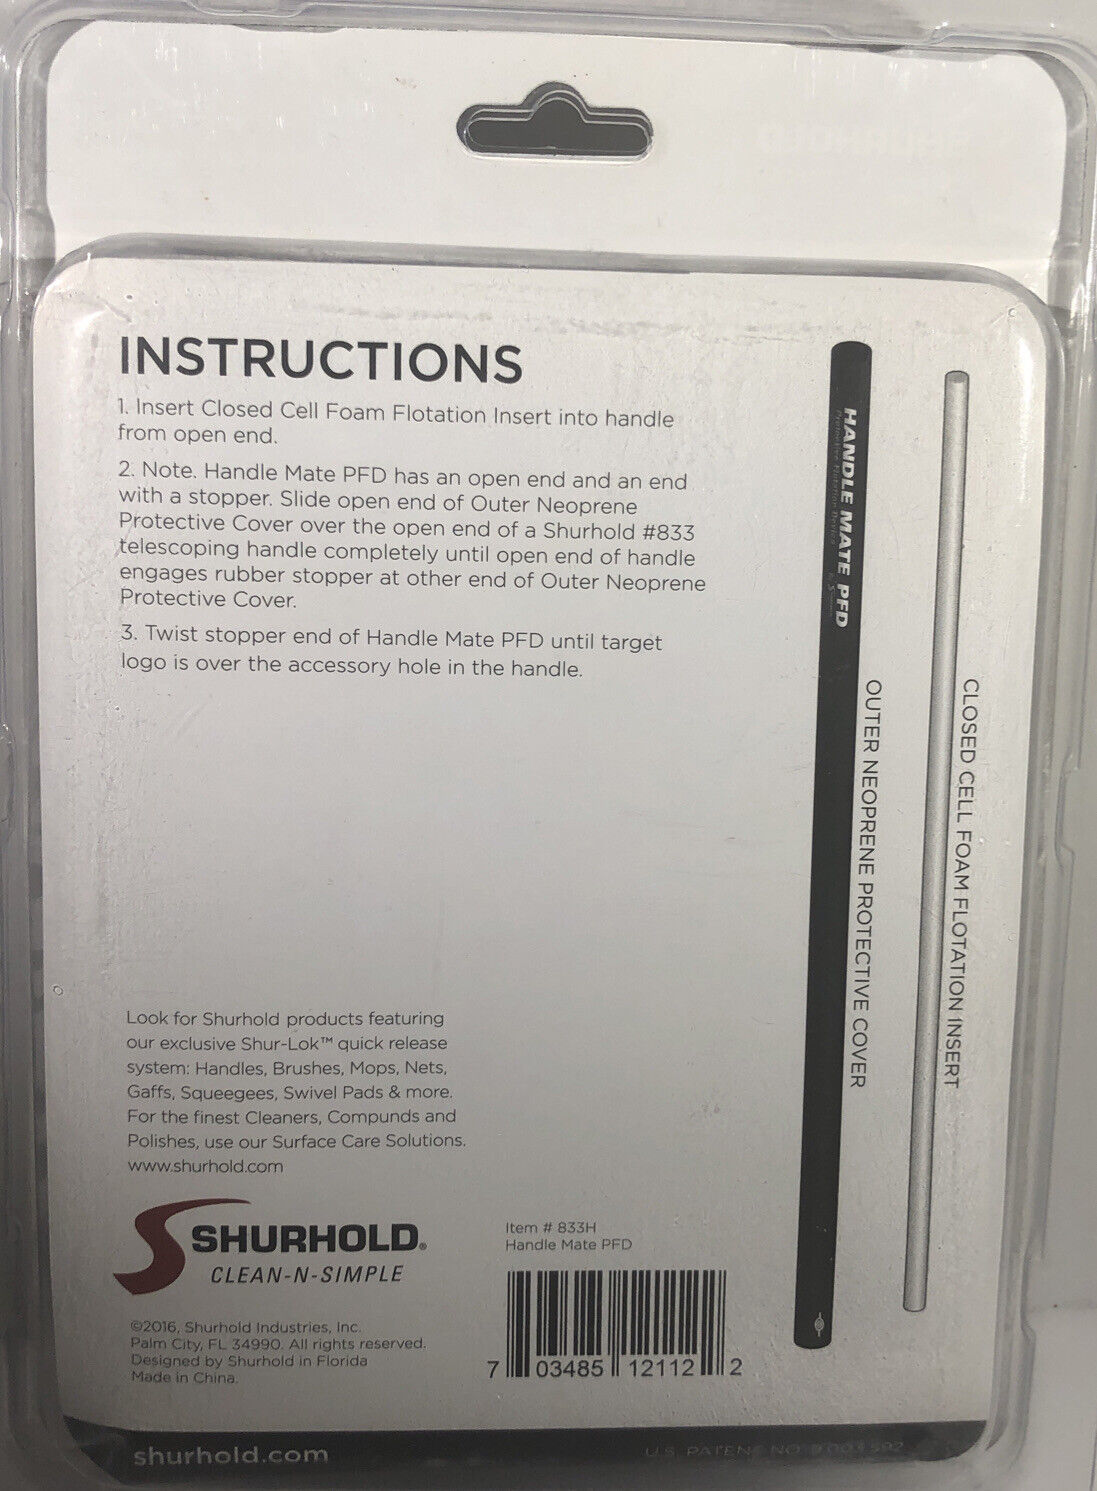 INSTRUCTIONS
1. Insert Closed Cell Foam Flotation Insert into handle
from open end.
2. Note. Handle Mate PFD has an open end and an end
with a stopper. Slide open end of Outer Neoprene
Protective Cover over the open end of a Shurhold #833
telescoping handle completely until open end of handle
engages rubber stopper at other end of Outer Neoprene
Protective Cover.
3. Twist stopper end of Handle Mate PFD until target
logo is over the accessory hole in the handle.
HANDLE MATE PFD
Protective Flotation Device
OUTER NEOPRENE PROTECTIVE COVER
CLOSED CELL FOAM FLOTATION INSERT
Look for Shurhold products featuring
our exclusive Shur-Lok™ quick release
system: Handles, Brushes, Mops, Nets,
Gaffs, Squeegees, Swivel Pads & more.
For the finest Cleaners, Compunds and
Polishes, use our Surface Care Solutions.
www.shurhold.com
SHURHOLD®
CLEAN-N-SIMPLE
©2016, Shurhold Industries, Inc.
Palm City, FL 34990. All rights reserved.
Designed by Shurhold in Florida
Made in China.
Item # 833H
Handle Mate PFD
7 03485 12112 2
shurhold.com
U.S. PATENT NO.